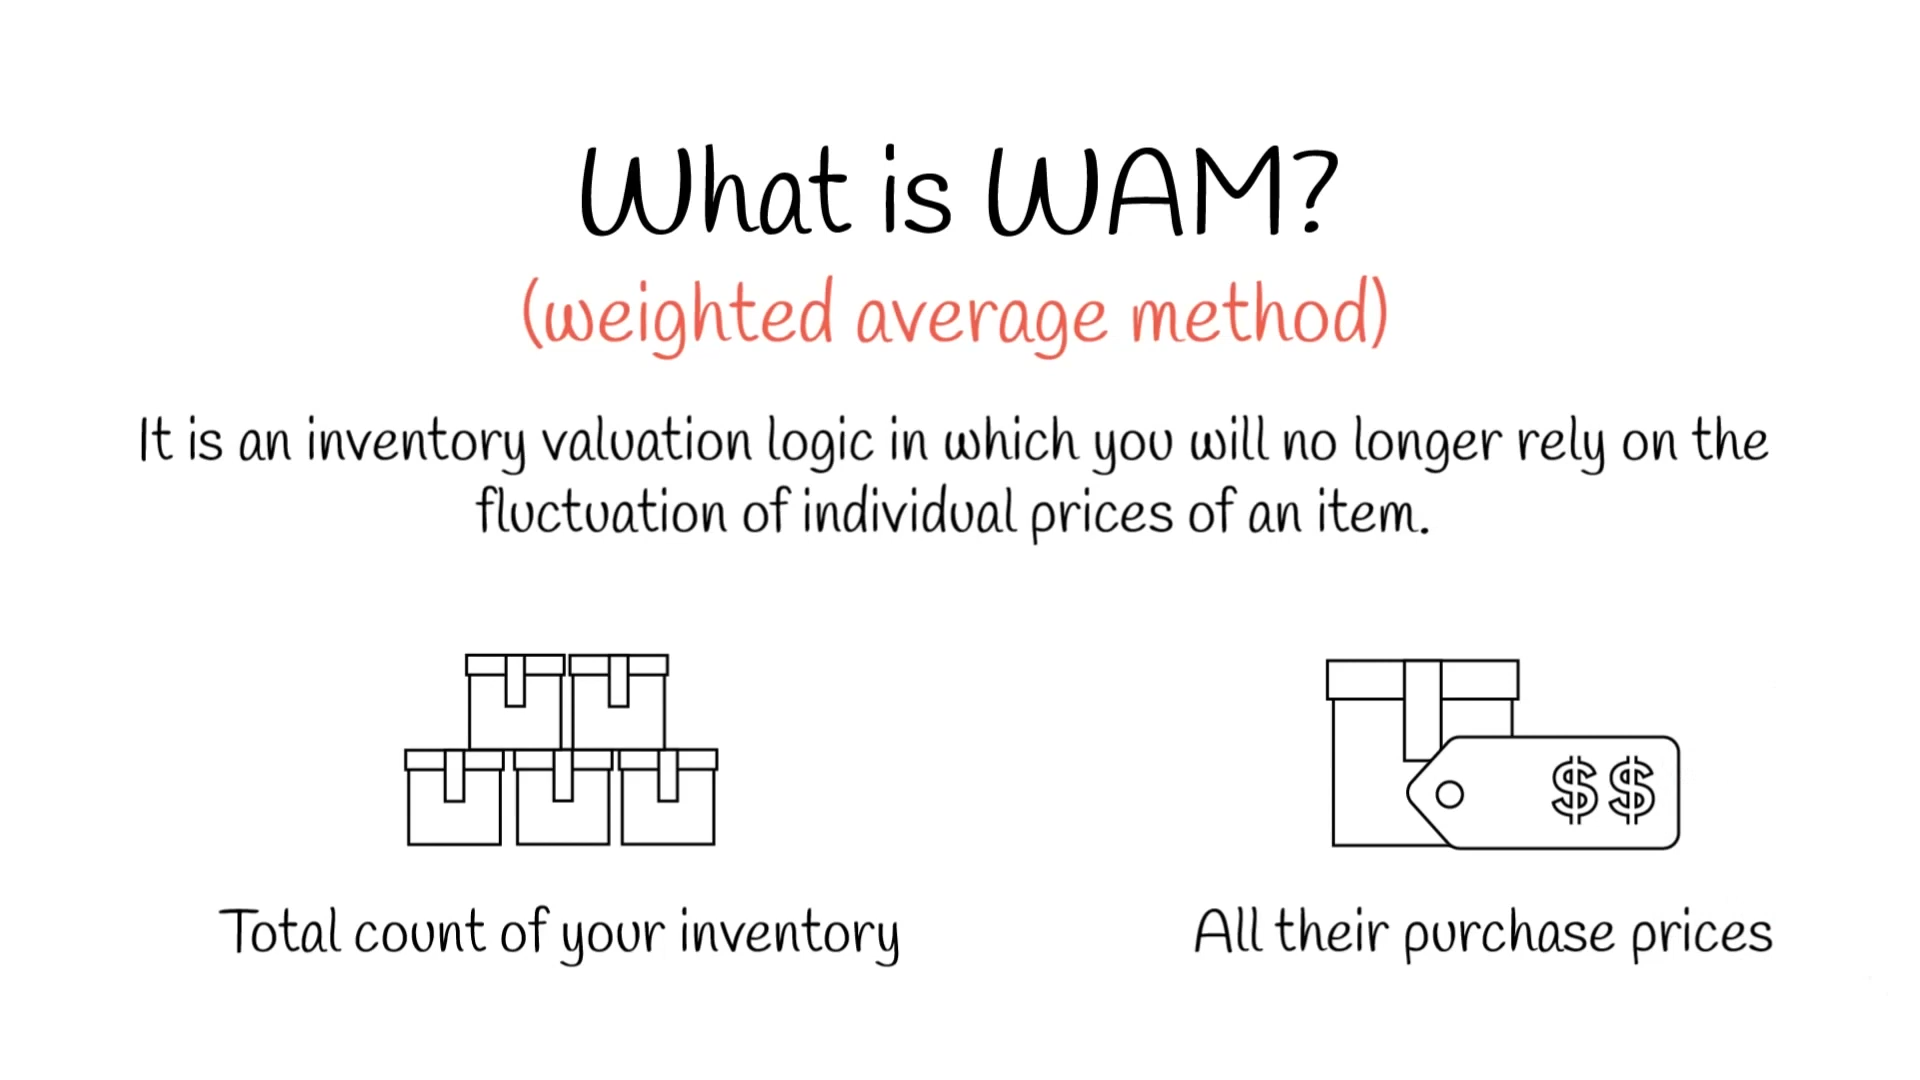 What is WAM?
(weighted average method)
It is an inventory valuation logic in which you will no longer rely on the
fluctuation of individual prices of an item.
$$
Total count of your inventory
All their purchase prices